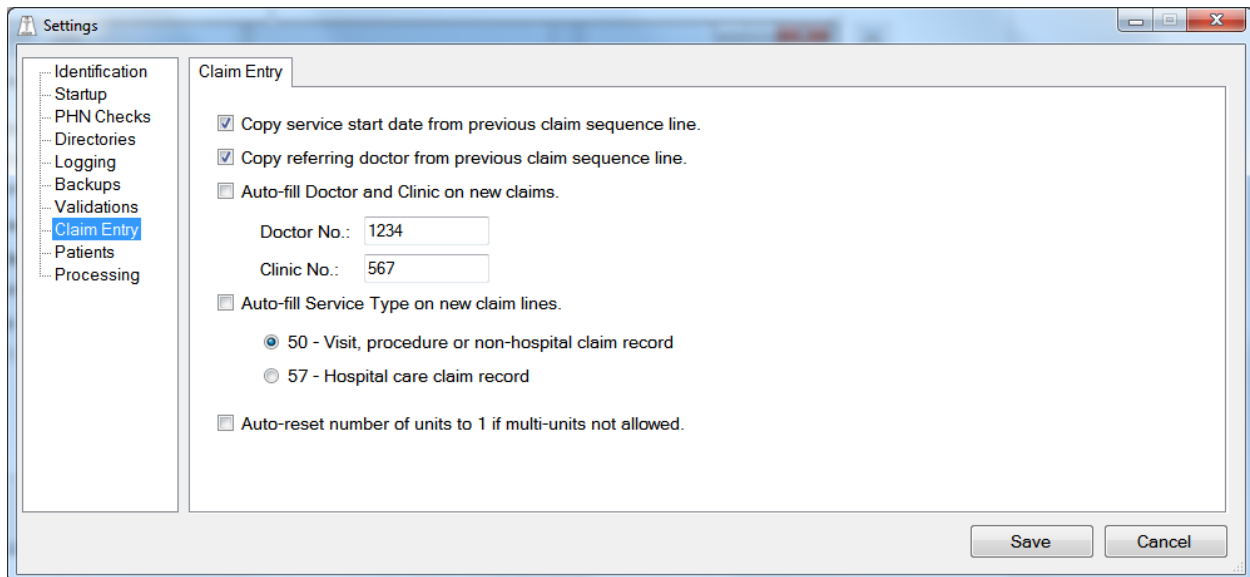 Settings
Identification
Startup
PHN Checks
Directories
Logging
Backups
Validations
Claim Entry
Patients
Processing
Claim Entry
Copy service start date from previous claim sequence line.
Copy referring doctor from previous claim sequence line.
Auto-fill Doctor and Clinic on new claims.
Doctor No.: 1234
Clinic No.: 567
Auto-fill Service Type on new claim lines.
50 - Visit, procedure or non-hospital claim record
57 - Hospital care claim record
Auto-reset number of units to 1 if multi-units not allowed.
Save Cancel